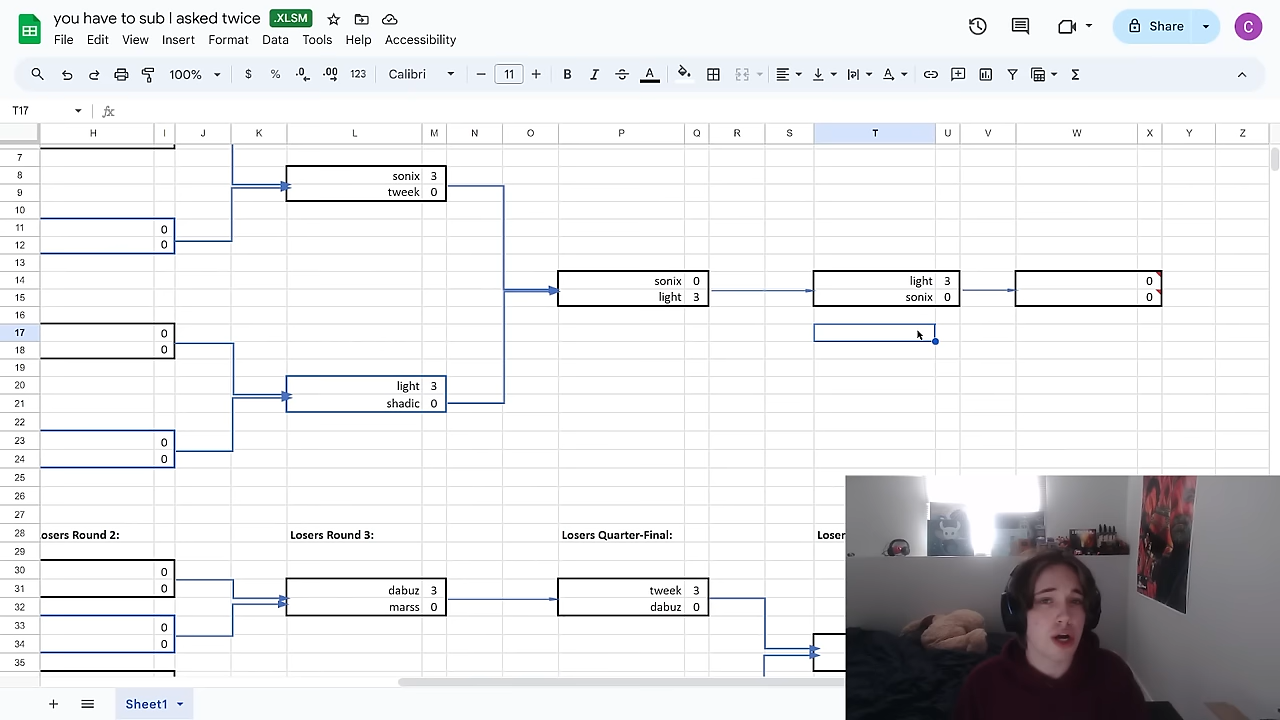 you have to sub I asked twice .XLSM
File Edit View Insert Format Data Tools Help Accessibility
Share C
100% $ % .0 .00 123 Calibri 11 B I A
T17 fx
H I J K L M N O P Q R S T U V W X Y Z
7
8 sonix 3
9 tweek 0
10
11 0
12 0
13
14 sonix 0 light 3 0
15 light 3 sonix 0 0
16
17 0
18 0
19
20 light 3
21 shadic 0
22
23 0
24 0
25
26
27
28 osers Round 2: Losers Round 3: Losers Quarter-Final: Loser
29
30 0 dabuz 3 tweek 3
31 0 marss 0 dabuz 0
32
33 0
34 0
35
Sheet1